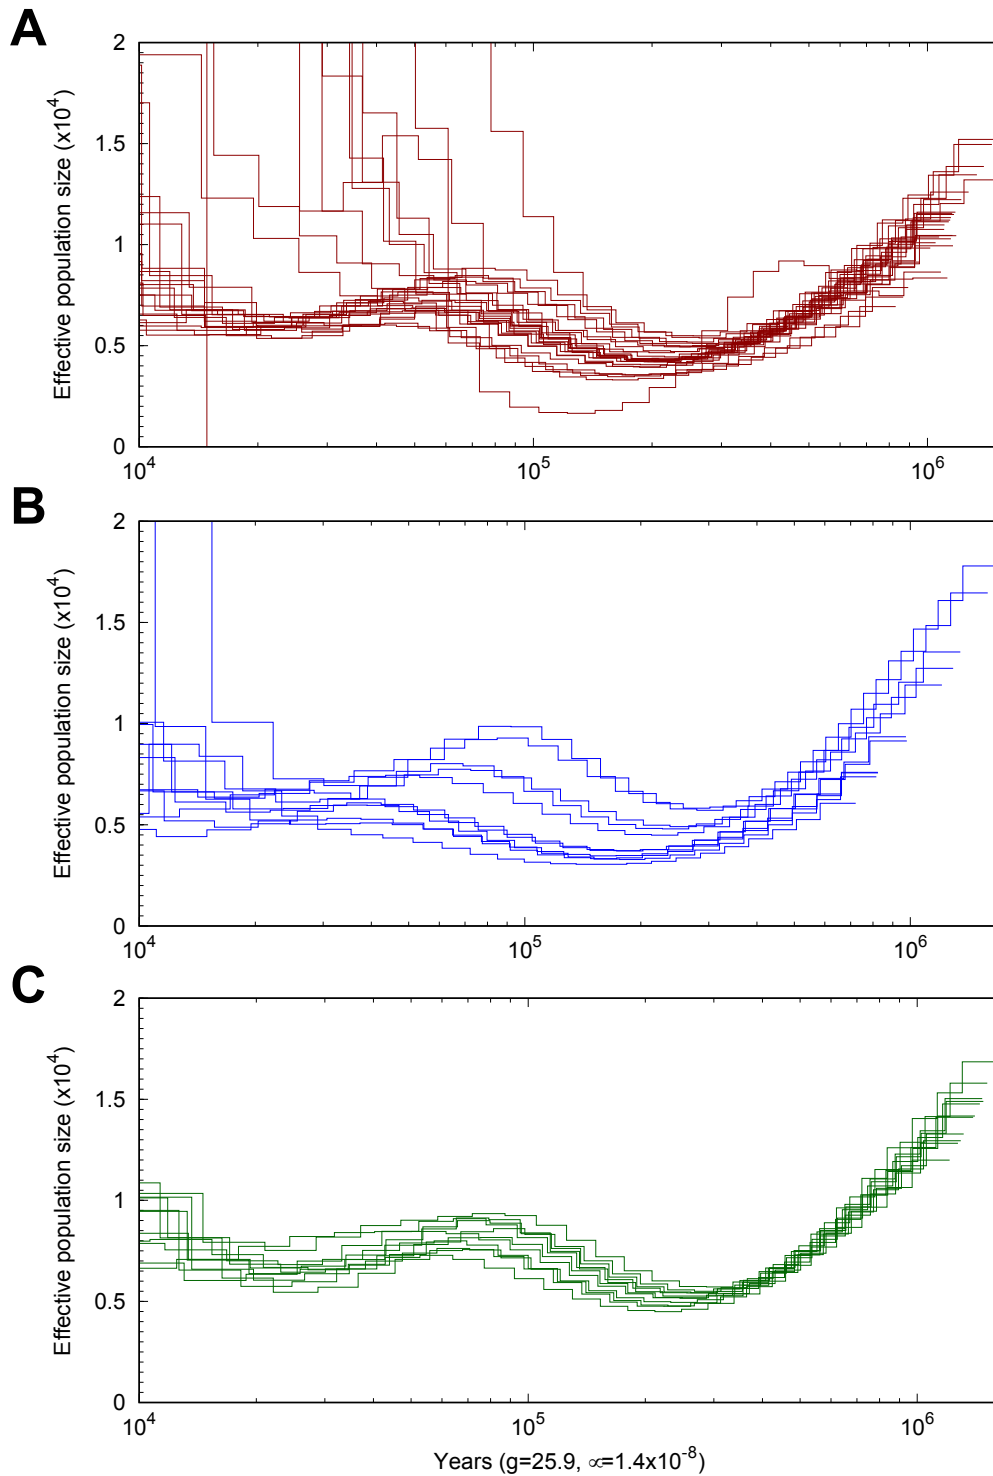 A
2
1.5
1
0.5
0
Effective population size (x10⁴)
10⁴ 10⁵ 10⁶
B
2
1.5
1
0.5
0
Effective population size (x10⁴)
10⁴ 10⁵ 10⁶
C
2
1.5
1
0.5
0
Effective population size (x10⁴)
10⁴ 10⁵ 10⁶
Years (g=25.9, ∝=1.4x10⁻⁸)